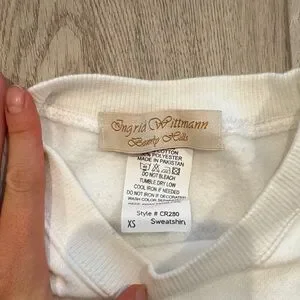 Ingrid Wittmann
Beverly Hills
COTTON
POLYESTER
MADE IN PAKISTAN
DO NOT BLEACH
TUMBLE DRY LOW
COOL IRON IF NEEDED
DO NOT IRON IF DECORATED
WASH COLOR
Style # CR280
XS Sweatshirt